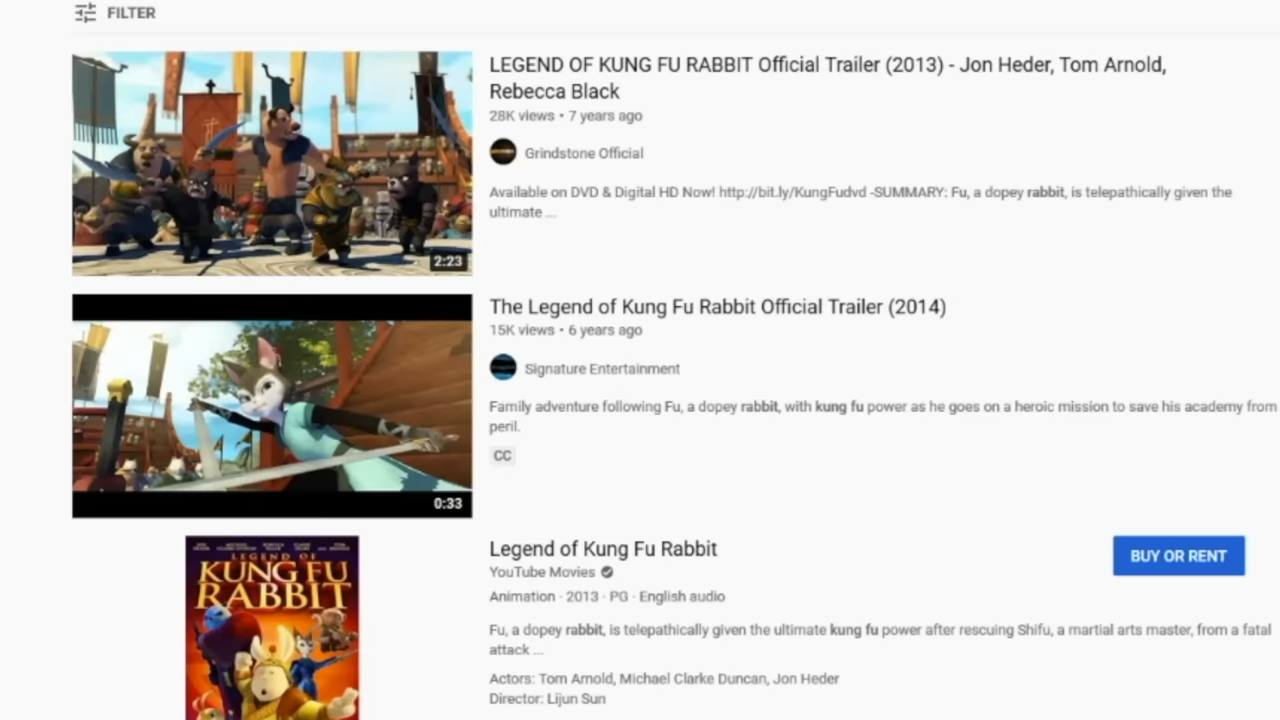 FILTER
LEGEND OF KUNG FU RABBIT Official Trailer (2013) - Jon Heder, Tom Arnold,
Rebecca Black
28K views • 7 years ago
Grindstone Official
Available on DVD & Digital HD Now! http://bit.ly/KungFudvd -SUMMARY: Fu, a dopey rabbit, is telepathically given the
ultimate ...
2:23
The Legend of Kung Fu Rabbit Official Trailer (2014)
15K views • 6 years ago
Signature Entertainment
Family adventure following Fu, a dopey rabbit, with kung fu power as he goes on a heroic mission to save his academy from
peril.
CC
0:33
LEGEND OF
KUNG FU
RABBIT
Legend of Kung Fu Rabbit
BUY OR RENT
YouTube Movies
Animation · 2013 · PG · English audio
Fu, a dopey rabbit, is telepathically given the ultimate kung fu power after rescuing Shifu, a martial arts master, from a fatal
attack ...
Actors: Tom Arnold, Michael Clarke Duncan, Jon Heder
Director: Lijun Sun